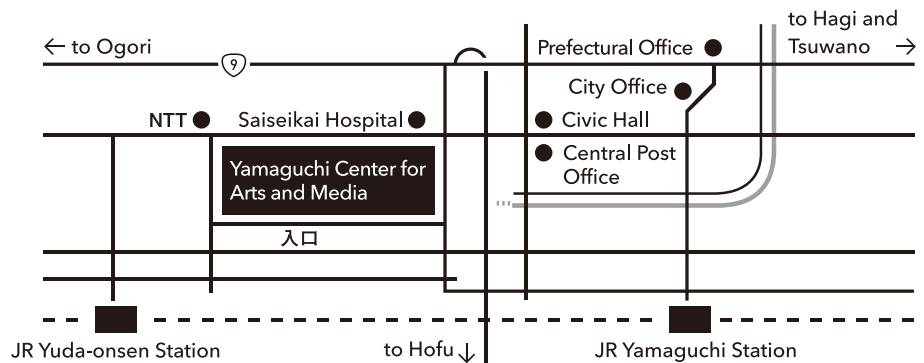 to Hagi and
Tsuwano →
← to Ogori
9
Prefectural Office
City Office
NTT
Saiseikai Hospital
Civic Hall
Central Post
Office
Yamaguchi Center for
Arts and Media
入口
JR Yuda-onsen Station
to Hofu ↓
JR Yamaguchi Station